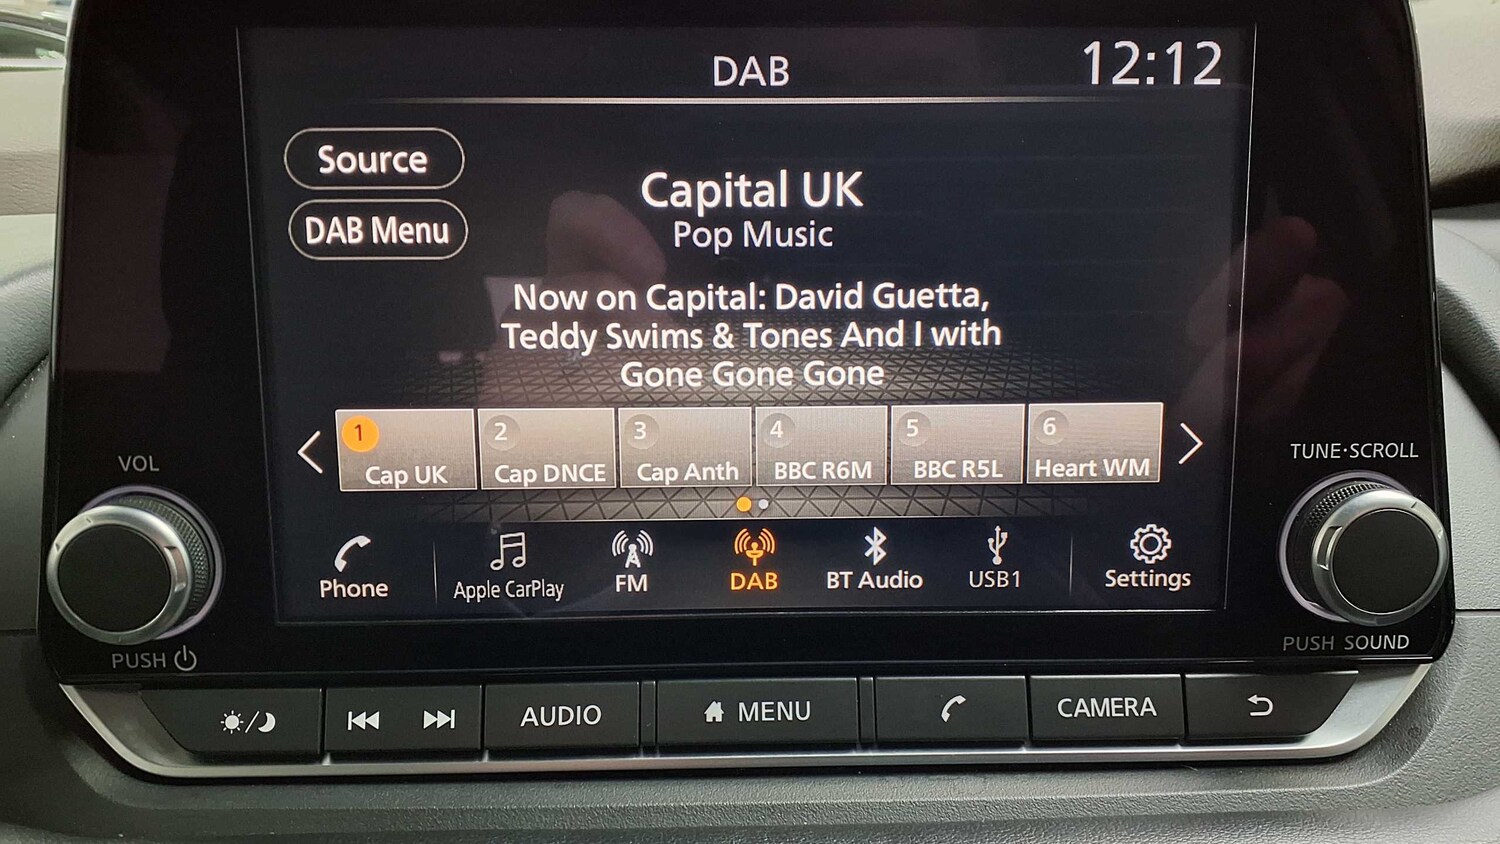 DAB
12:12
Source
DAB Menu
Capital UK
Pop Music
Now on Capital: David Guetta,
Teddy Swims & Tones And I with
Gone Gone Gone
1
Cap UK
2
Cap DNCE
3
Cap Anth
4
BBC R6M
5
BBC R5L
6
Heart WM
Phone
Apple CarPlay
FM
DAB
BT Audio
USB1
Settings
VOL
PUSH
TUNE·SCROLL
PUSH SOUND
AUDIO
MENU
CAMERA